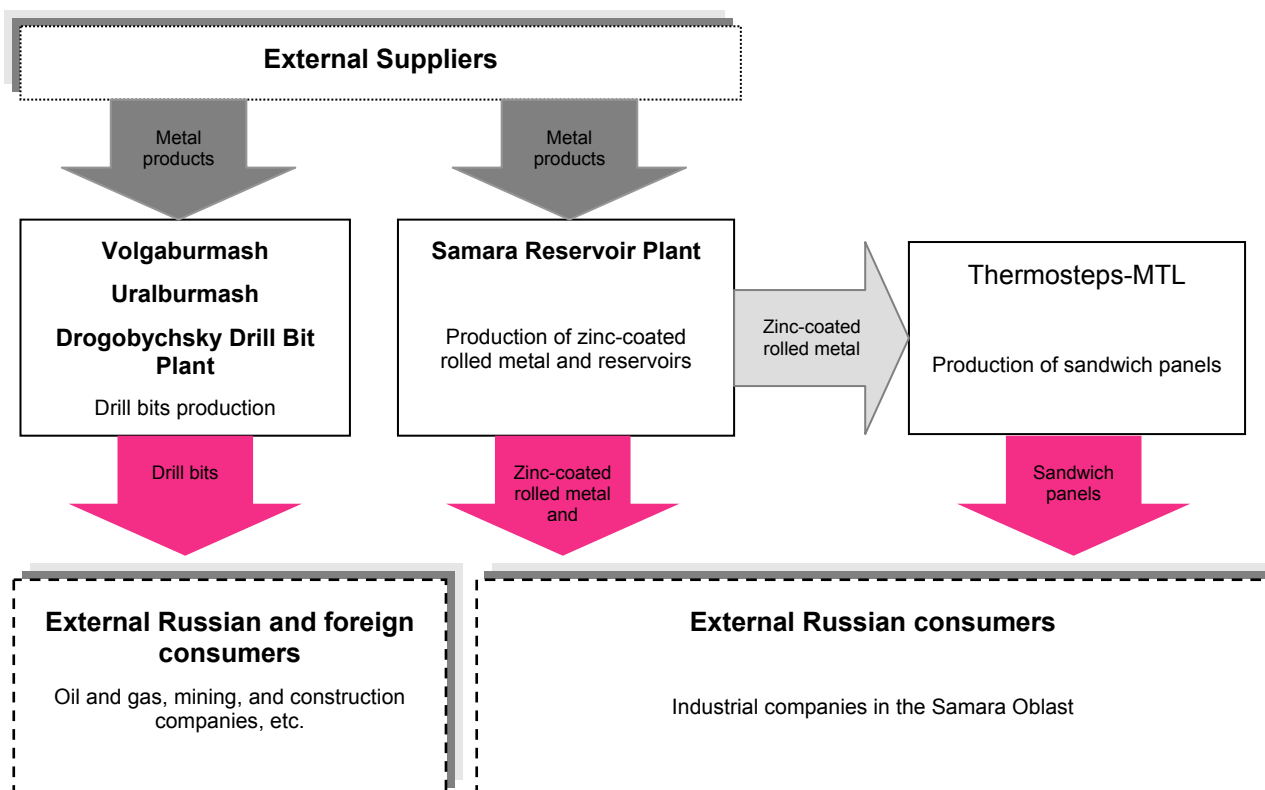 External Suppliers
Metal
products
Metal
products
Volgaburmash
Uralburmash
Drogobychsky Drill Bit
Plant
Drill bits production
Samara Reservoir Plant
Production of zinc-coated
rolled metal and reservoirs
Zinc-coated
rolled metal
Thermosteps-MTL
Production of sandwich panels
Drill bits
Zinc-coated
rolled metal
and
Sandwich
panels
External Russian and foreign
consumers
Oil and gas, mining, and construction
companies, etc.
External Russian consumers
Industrial companies in the Samara Oblast